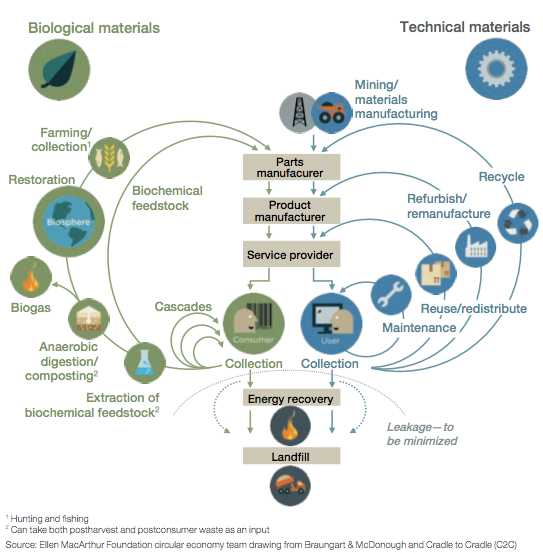 Biological materials
Technical materials
Mining/
materials
manufacturing
Farming/
collection¹
Parts
manufacurer
Recycle
Restoration
Biochemical
feedstock
Refurbish/
remanufacture
Product
manufacturer
Biosphere
Service provider
Biogas
Cascades
Reuse/redistribute
Consumer
User
Maintenance
Anaerobic
digestion/
composting²
Collection
Collection
Extraction of
biochemical feedstock²
Energy recovery
Leakage—to
be minimized
Landfill
¹ Hunting and fishing
² Can take both postharvest and postconsumer waste as an input
Source: Ellen MacArthur Foundation circular economy team drawing from Braungart & McDonough and Cradle to Cradle (C2C)